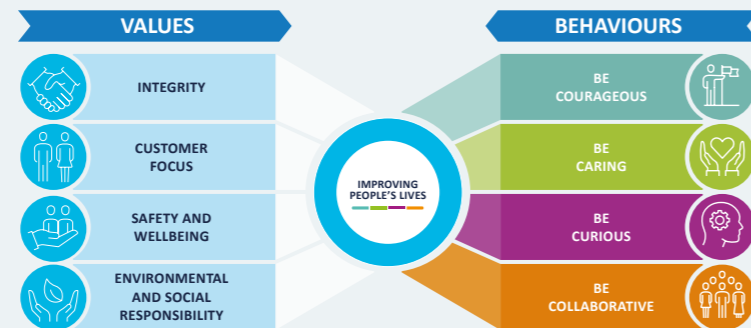 VALUES
INTEGRITY
CUSTOMER
FOCUS
SAFETY AND
WELLBEING
ENVIRONMENTAL
AND SOCIAL
RESPONSIBILITY
IMPROVING
PEOPLE'S LIVES
BEHAVIOURS
BE
COURAGEOUS
BE
CARING
BE
CURIOUS
BE
COLLABORATIVE